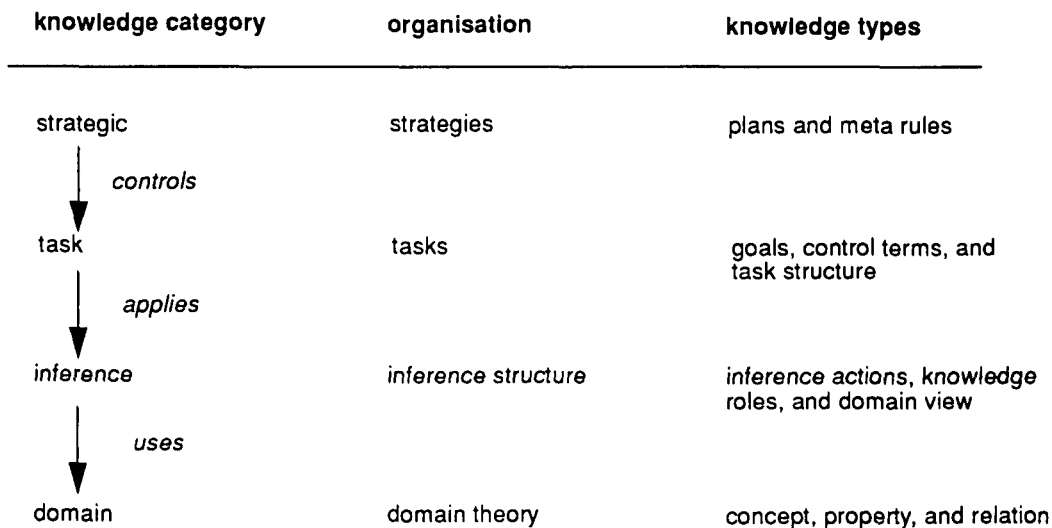 knowledge category organisation knowledge types
strategic strategies plans and meta rules
controls
task tasks goals, control terms, and
task structure
applies
inference inference structure inference actions, knowledge
roles, and domain view
uses
domain domain theory concept, property, and relation